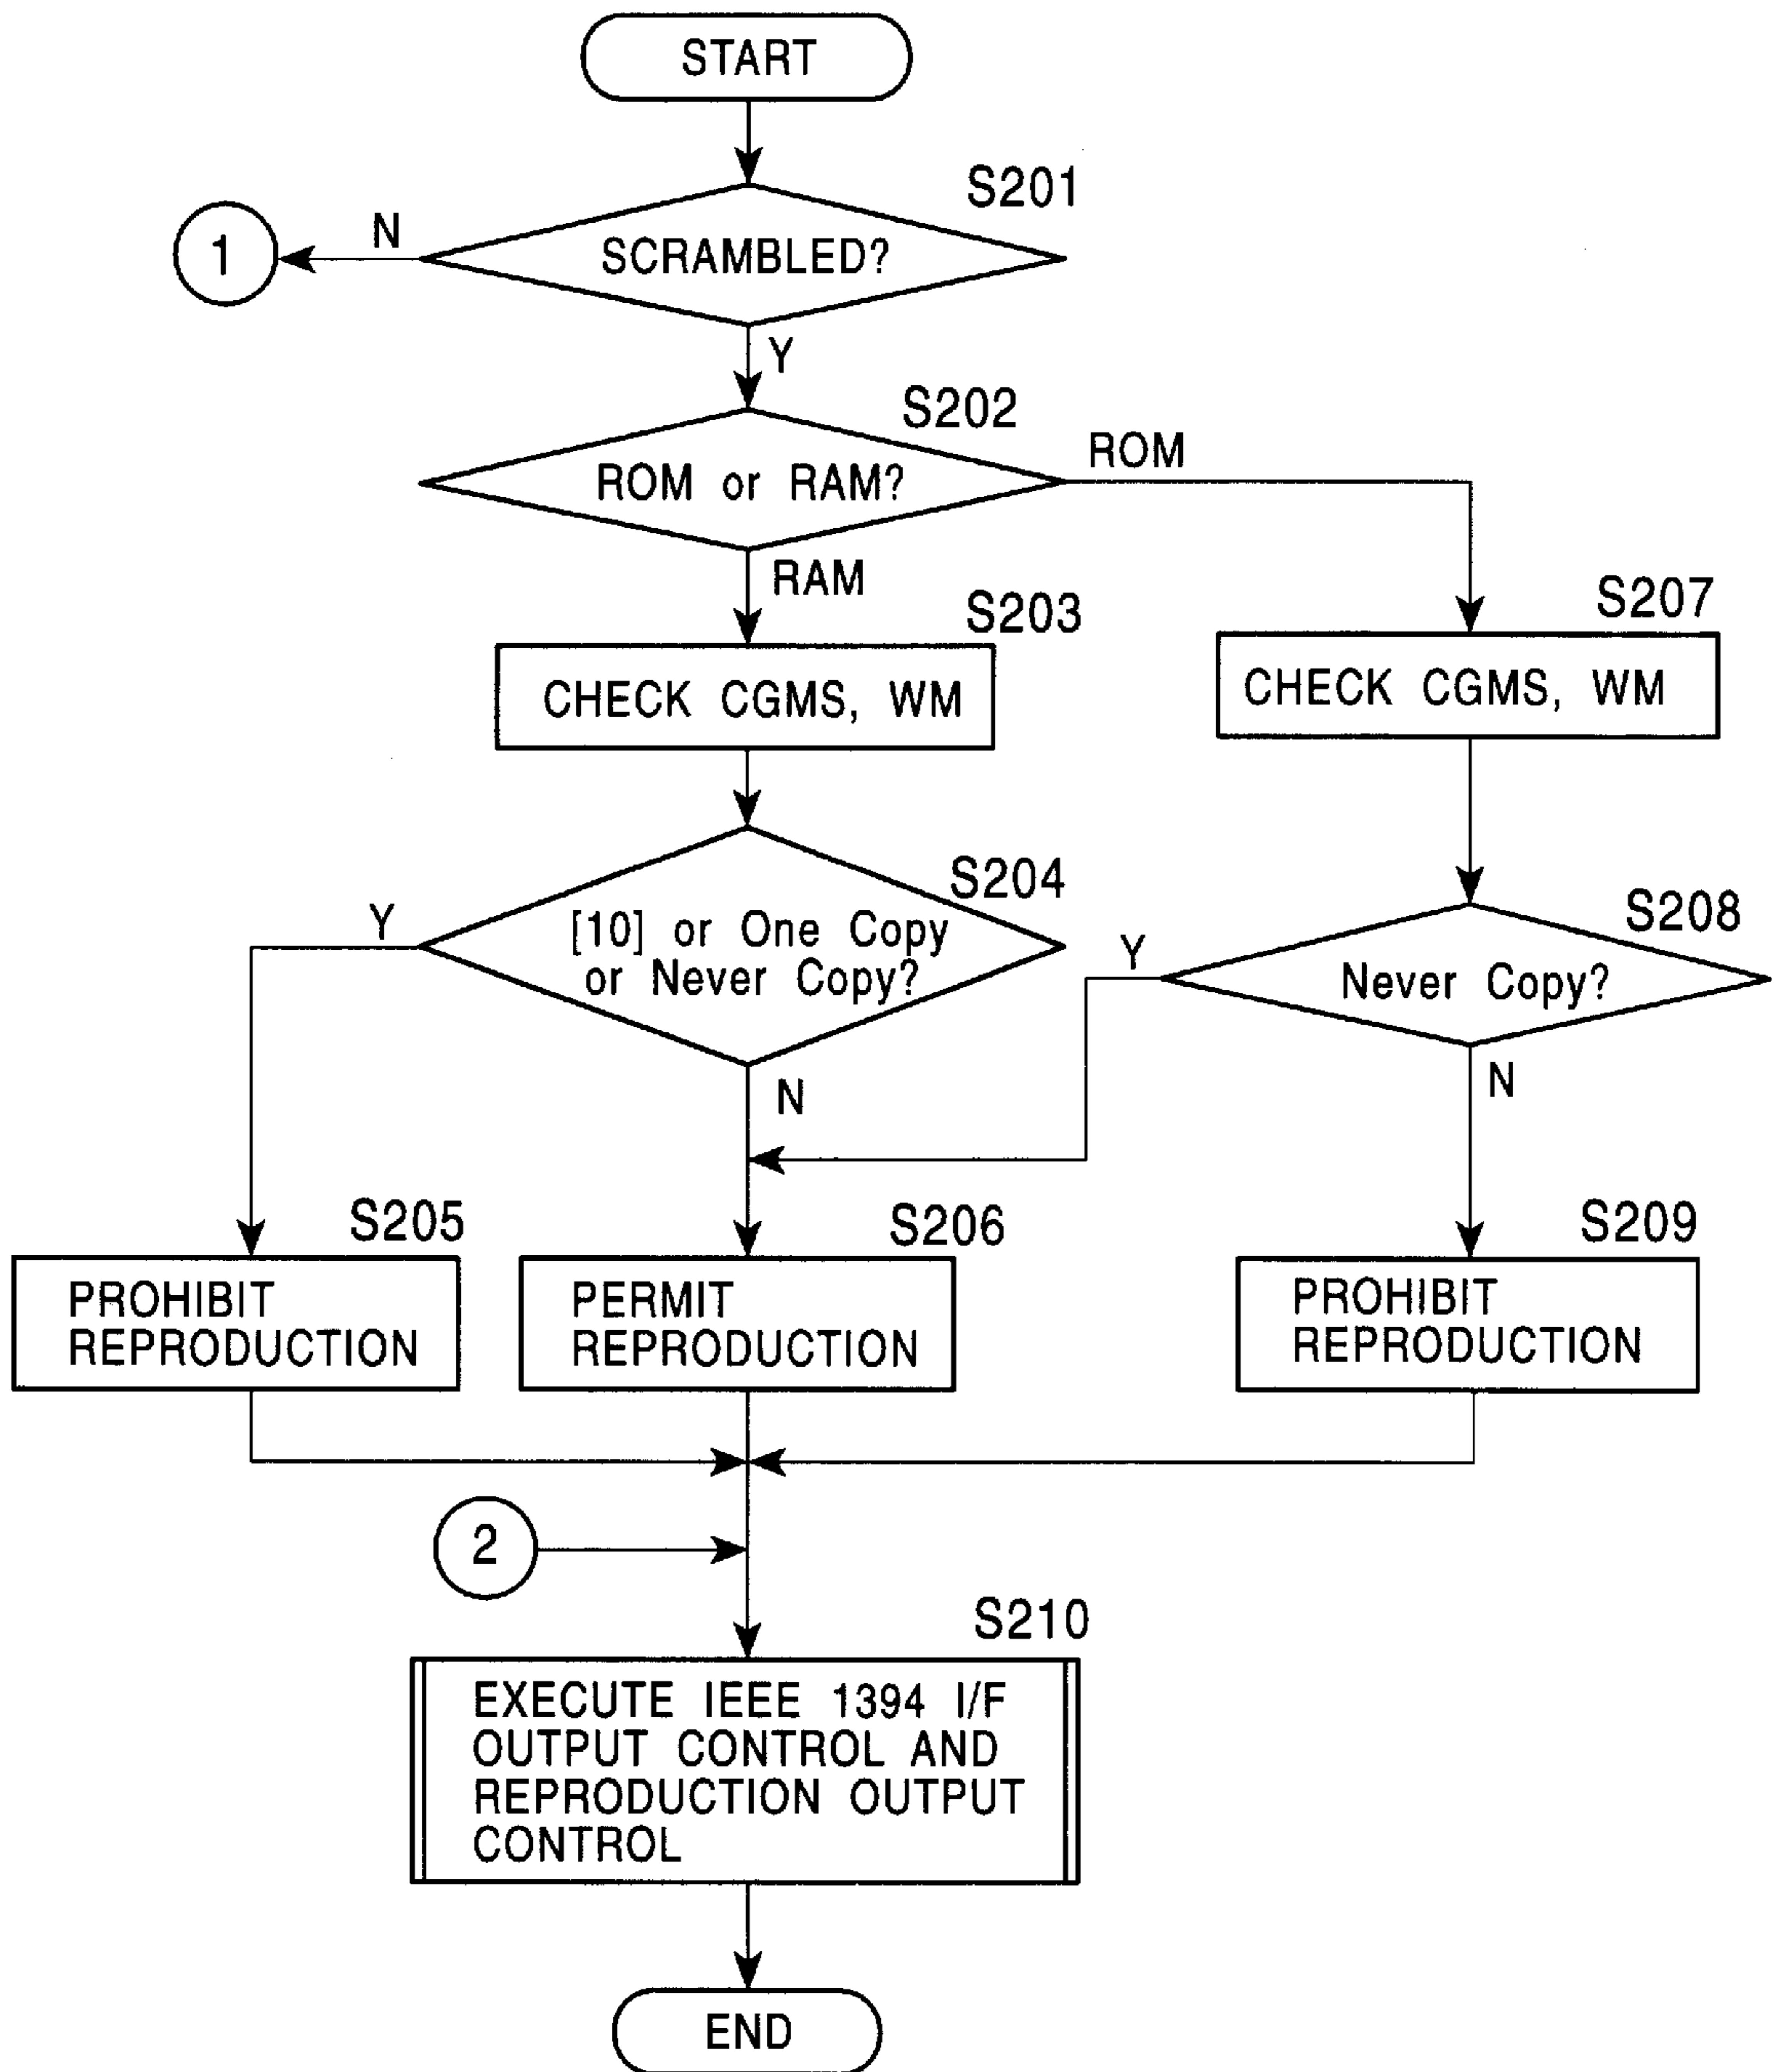 START
S201
N
1
SCRAMBLED?
Y
S202
ROM
ROM or RAM?
RAM
S203
S207
CHECK CGMS, WM
CHECK CGMS, WM
S204
S208
Y
[10] or One Copy
or Never Copy?
Y
Never Copy?
N
N
S205
S206
S209
PROHIBIT
REPRODUCTION
PERMIT
REPRODUCTION
PROHIBIT
REPRODUCTION
2
S210
EXECUTE IEEE 1394 I/F
OUTPUT CONTROL AND
REPRODUCTION OUTPUT
CONTROL
END